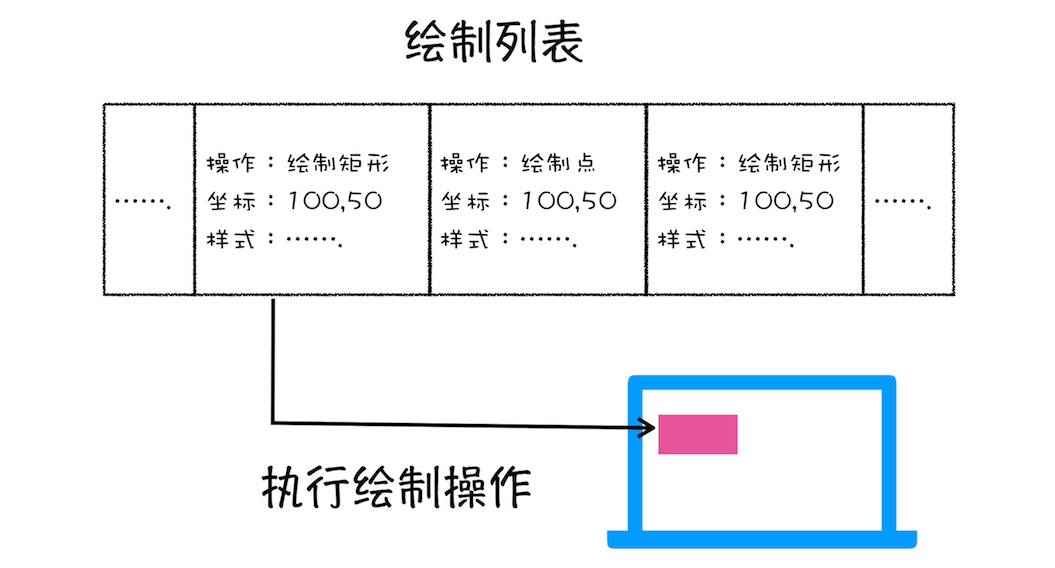 绘制列表
…….
操作：绘制矩形
坐标：100,50
样式：…….
操作：绘制点
坐标：100,50
样式：…….
操作：绘制矩形
坐标：100,50
样式：…….
…….
执行绘制操作